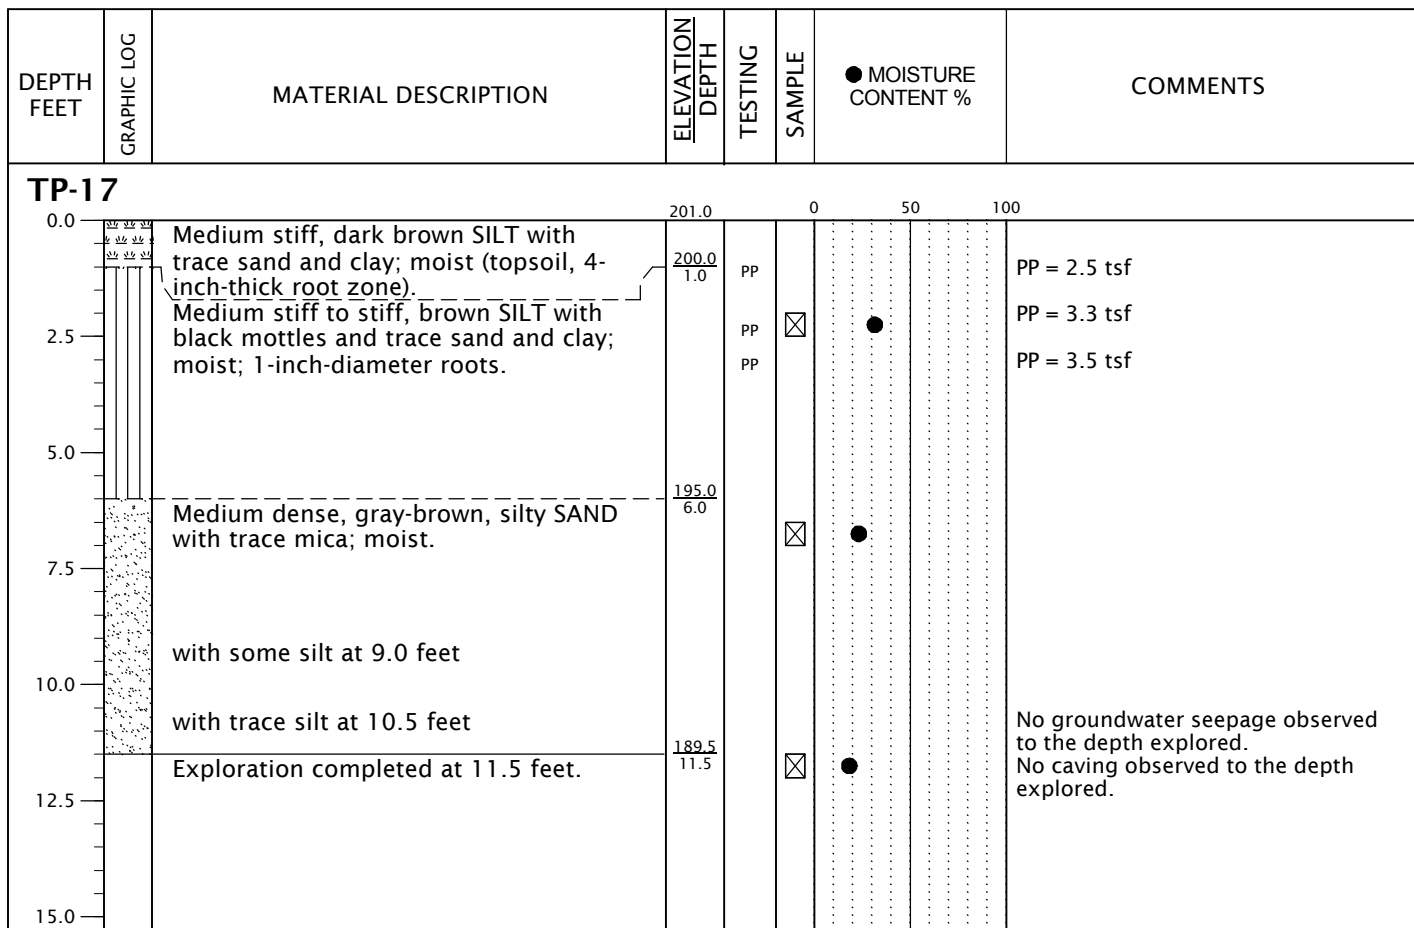 DEPTH
FEET
GRAPHIC LOG
MATERIAL DESCRIPTION
ELEVATION
DEPTH
TESTING
SAMPLE
MOISTURE
CONTENT %
COMMENTS
TP-17
0.0
201.0
0
50
100
Medium stiff, dark brown SILT with
trace sand and clay; moist (topsoil, 4-
inch-thick root zone).
200.0
1.0
PP
PP = 2.5 tsf
Medium stiff to stiff, brown SILT with
black mottles and trace sand and clay;
moist; 1-inch-diameter roots.
2.5
PP
PP = 3.3 tsf
PP
PP = 3.5 tsf
5.0
195.0
6.0
Medium dense, gray-brown, silty SAND
with trace mica; moist.
7.5
with some silt at 9.0 feet
10.0
with trace silt at 10.5 feet
189.5
11.5
No groundwater seepage observed
to the depth explored.
No caving observed to the depth
explored.
Exploration completed at 11.5 feet.
12.5
15.0